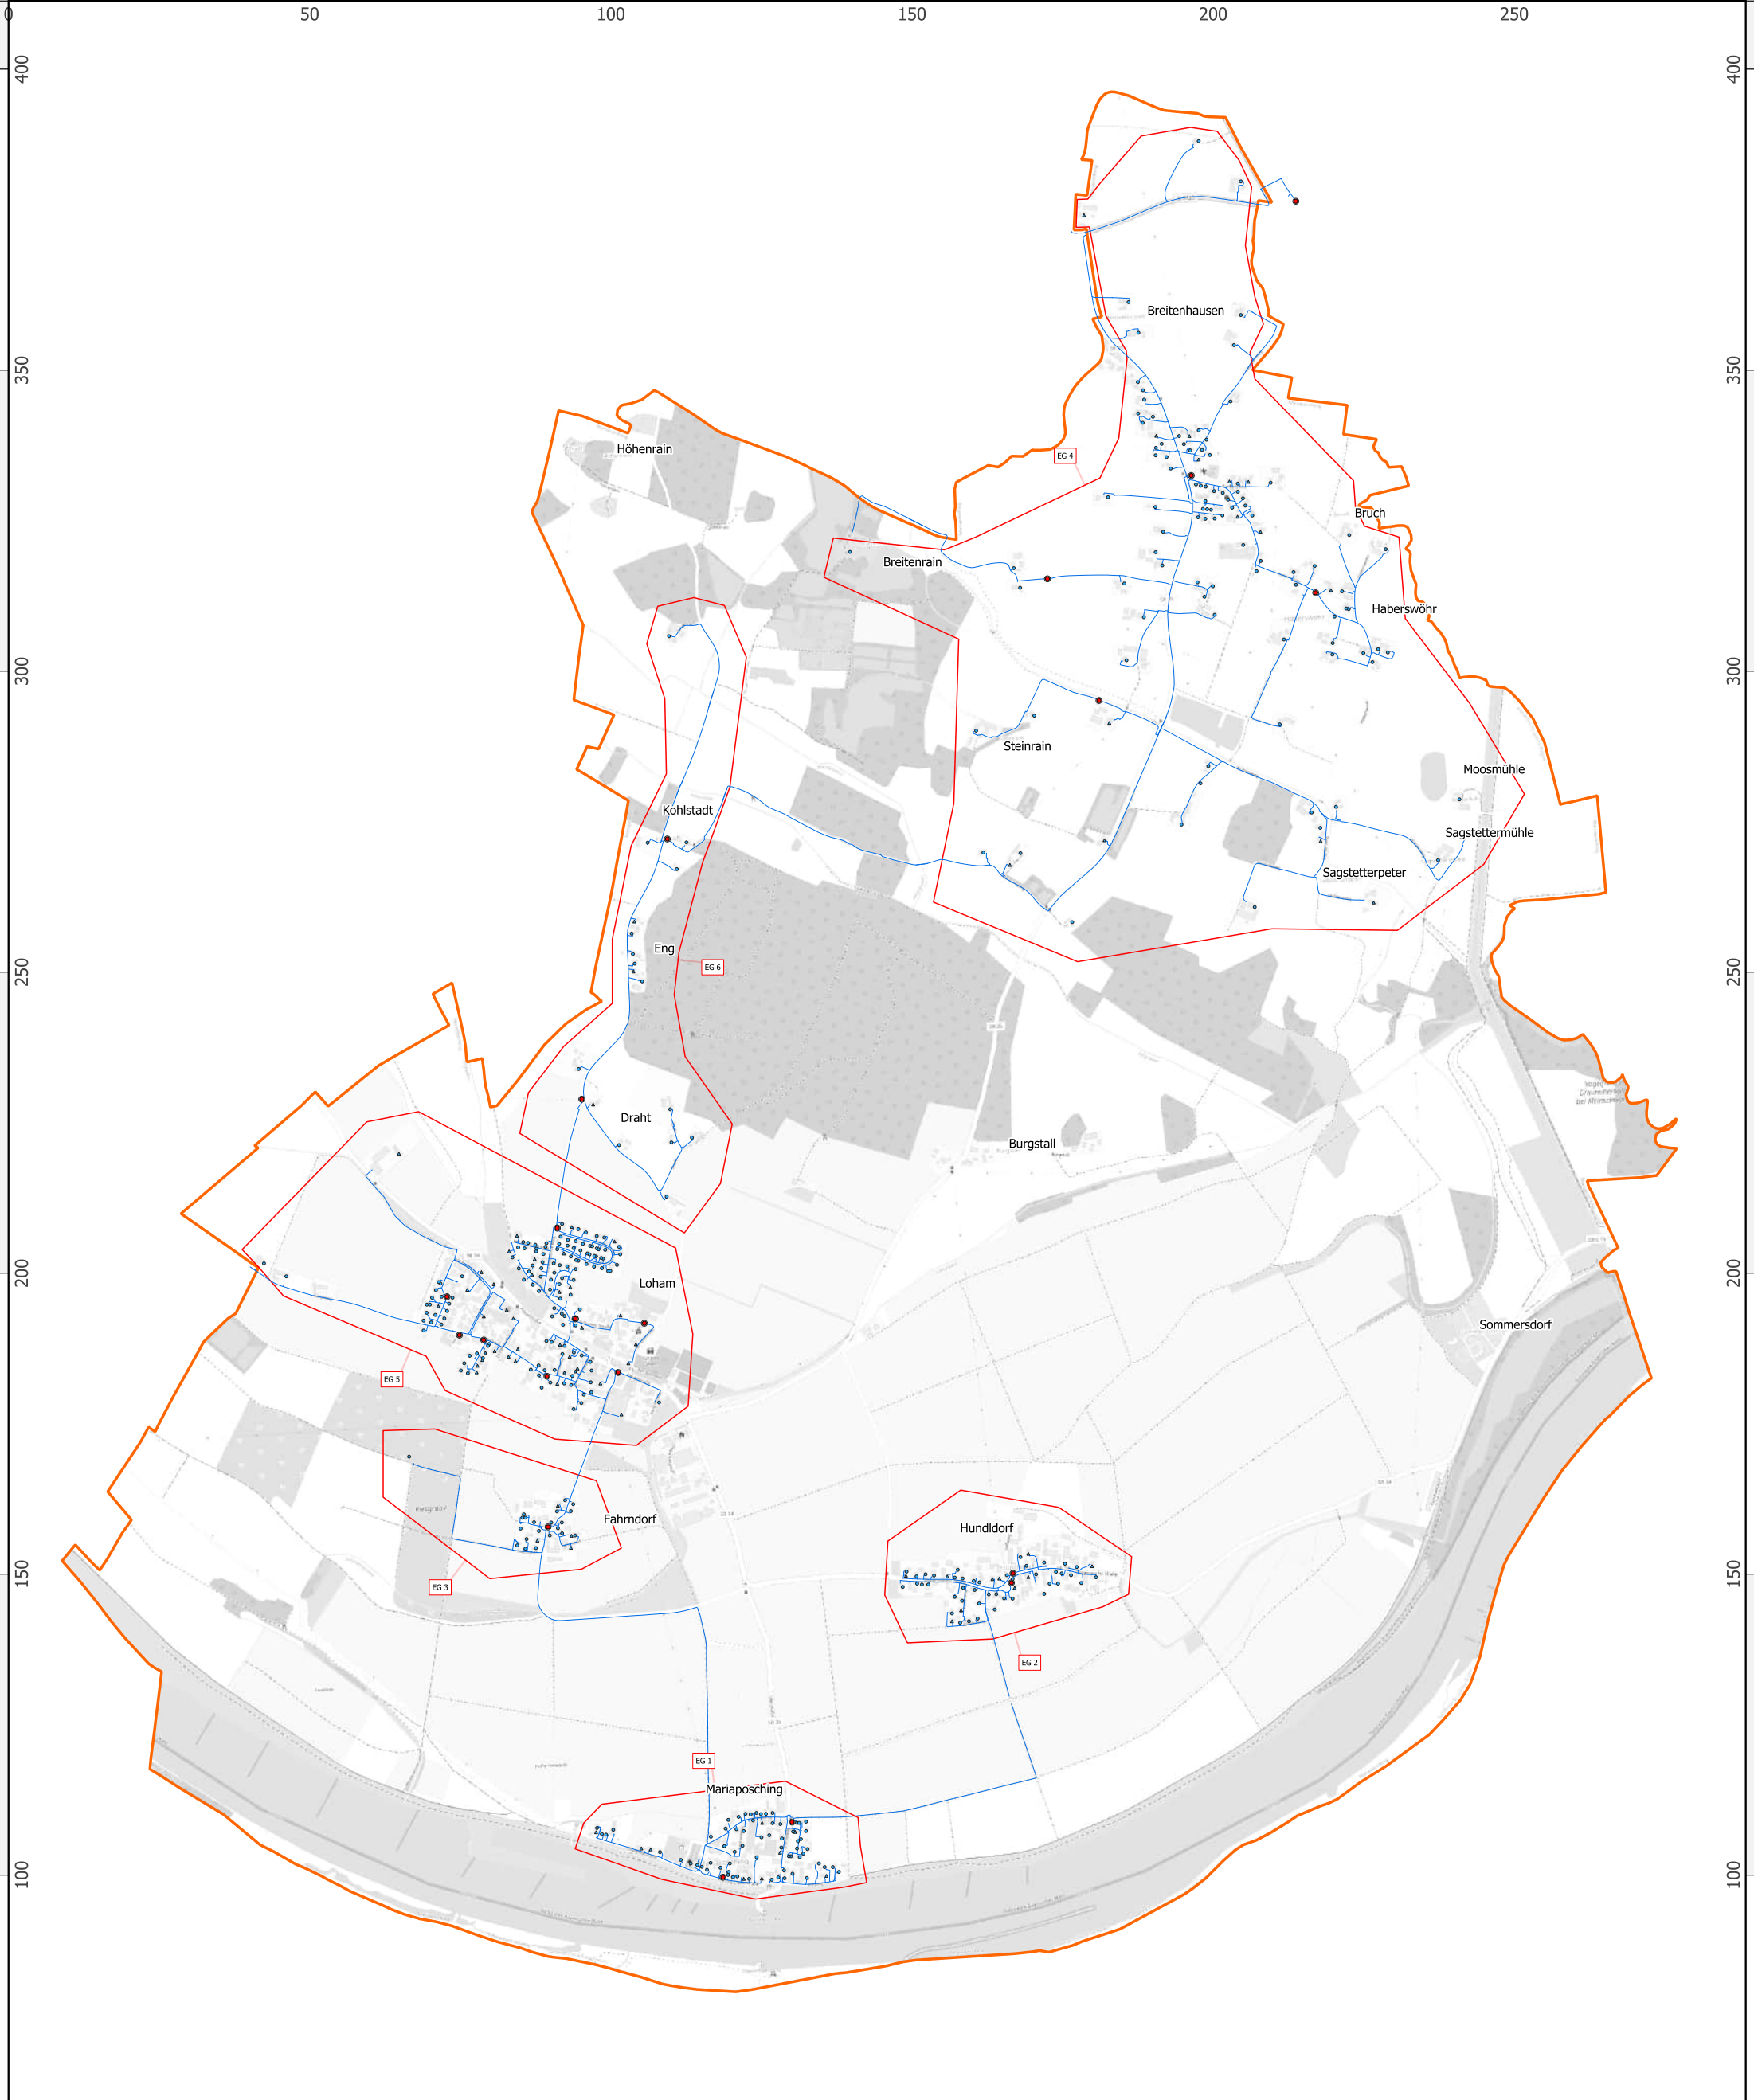 0 50 100 150 200 250
400 400
Breitenhausen
350 350
Höhenrain
EG 4
Bruch
Breitenrain
Haberswöhr
300 300
Steinrain
Moosmühle
Kohlstadt
Sagstettermühle
Sagstetterpeter
Eng
EG 6
250 250
Draht
Burgstall
200 200
Loham
Sommersdorf
EG 5
Fahrndorf
Hundldorf
150 150
EG 3
EG 2
EG 1
Mariaposching
100 100